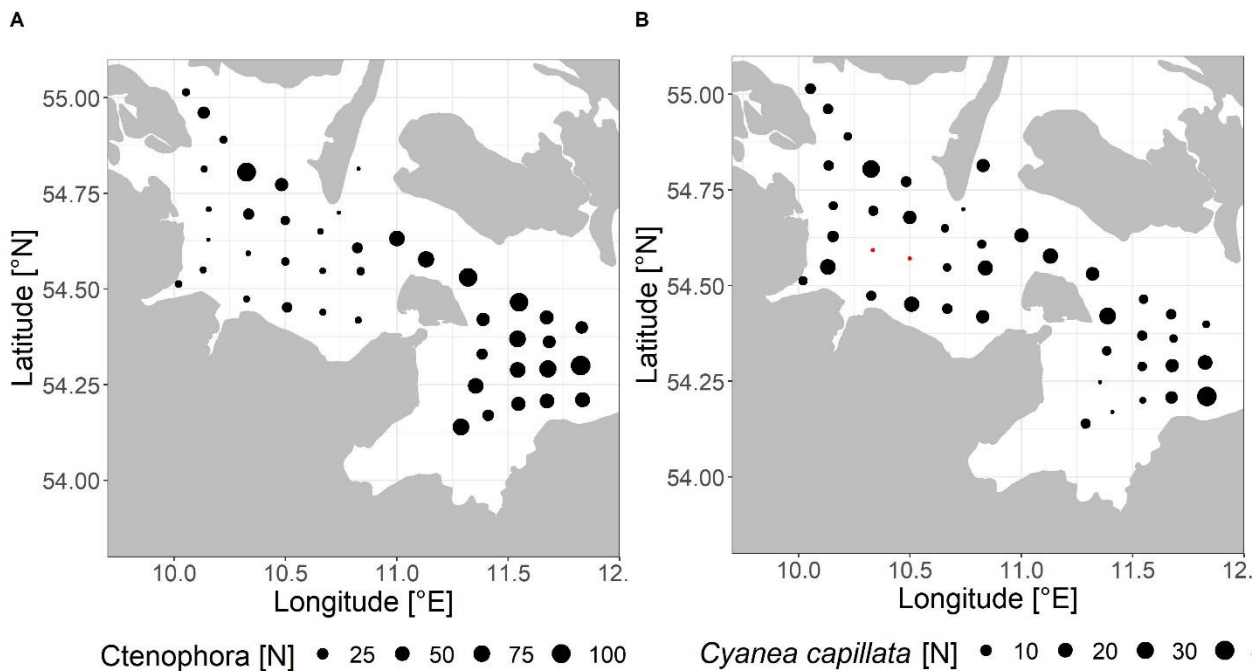 A
B
Latitude [°N]
55.00
54.75
54.50
54.25
54.00
10.0 10.5 11.0 11.5 12.
Longitude [°E]
Ctenophora [N] 25 50 75 100
Latitude [°N]
55.00
54.75
54.50
54.25
54.00
10.0 10.5 11.0 11.5 12.
Longitude [°E]
Cyanea capillata [N] 10 20 30